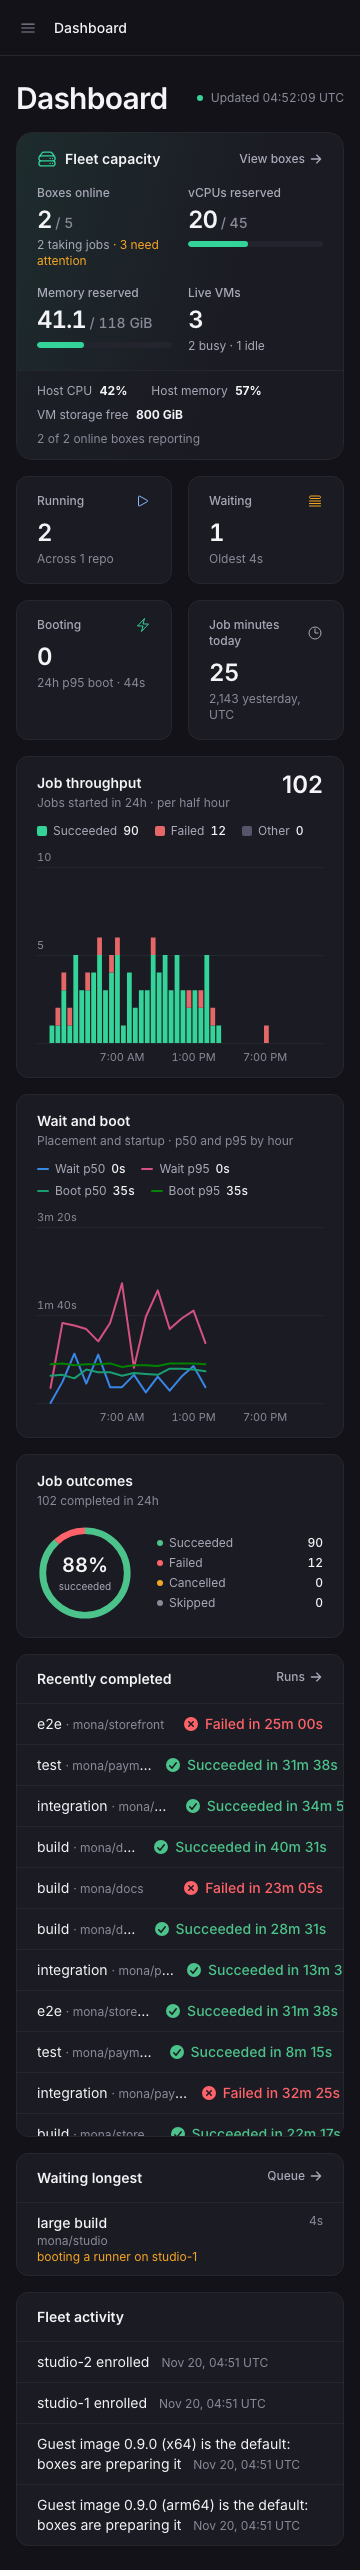 Dashboard
Dashboard
Updated 04:52:09 UTC
Fleet capacity
View boxes →
Boxes online
2 / 5
2 taking jobs · 3 need
attention
vCPUs reserved
20 / 45
Memory reserved
41.1 / 118 GiB
Live VMs
3
2 busy · 1 idle
Host CPU 42% Host memory 57%
VM storage free 800 GiB
2 of 2 online boxes reporting
Running
2
Across 1 repo
Waiting
1
Oldest 4s
Booting
0
24h p95 boot · 44s
Job minutes
today
25
2,143 yesterday,
UTC
Job throughput
102
Jobs started in 24h · per half hour
Succeeded 90 Failed 12 Other 0
10
5
7:00 AM 1:00 PM 7:00 PM
Wait and boot
Placement and startup · p50 and p95 by hour
Wait p50 0s Wait p95 0s
Boot p50 35s Boot p95 35s
3m 20s
1m 40s
7:00 AM 1:00 PM 7:00 PM
Job outcomes
102 completed in 24h
88%
succeeded
Succeeded 90
Failed 12
Cancelled 0
Skipped 0
Recently completed
Runs →
e2e · mona/storefront Failed in 25m 00s
test · mona/paym... Succeeded in 31m 38s
integration · mona/... Succeeded in 34m 5
build · mona/d... Succeeded in 40m 31s
build · mona/docs Failed in 23m 05s
build · mona/d... Succeeded in 28m 31s
integration · mona/p... Succeeded in 13m 3
e2e · mona/store... Succeeded in 31m 38s
test · mona/paym... Succeeded in 8m 15s
integration · mona/pay... Failed in 32m 25s
build · mona/store... Succeeded in 22m 17s
Waiting longest
Queue →
large build 4s
mona/studio
booting a runner on studio-1
Fleet activity
studio-2 enrolled Nov 20, 04:51 UTC
studio-1 enrolled Nov 20, 04:51 UTC
Guest image 0.9.0 (x64) is the default:
boxes are preparing it Nov 20, 04:51 UTC
Guest image 0.9.0 (arm64) is the default:
boxes are preparing it Nov 20, 04:51 UTC